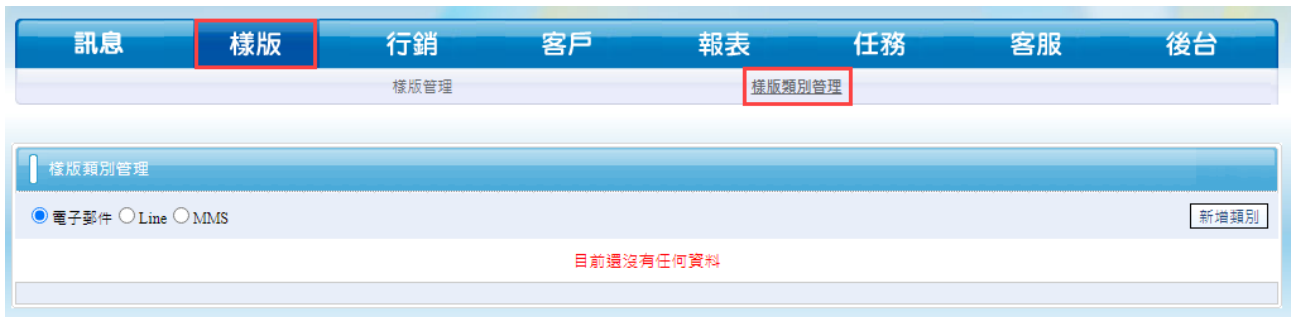 訊息 樣版 行銷 客戶 報表 任務 客服 後台
樣版管理 樣版類別管理
樣版類別管理
電子郵件 Line MMS 新增類別
目前還沒有任何資料